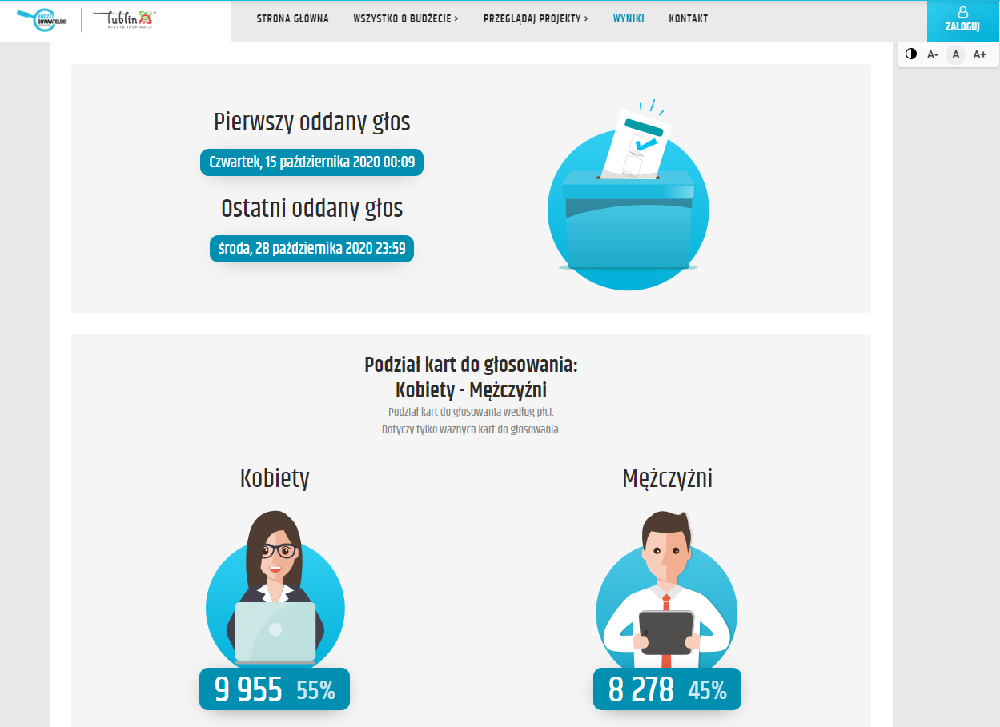 BUDŻET
OBYWATELSKI
lublin
MIASTO INSPIRACJI
STRONA GŁÓWNA
WSZYSTKO O BUDŻECIE >
PRZEGLĄDAJ PROJEKTY >
WYNIKI
KONTAKT
ZALOGUJ
A-
A
A+
Pierwszy oddany głos
Czwartek, 15 października 2020 00:09
Ostatni oddany głos
Środa, 28 października 2020 23:59
Podział kart do głosowania:
Kobiety - Mężczyźni
Podział kart do głosowania według płci.
Dotyczy tylko ważnych kart do głosowania.
Kobiety
Mężczyźni
9 955 55%
8 278 45%